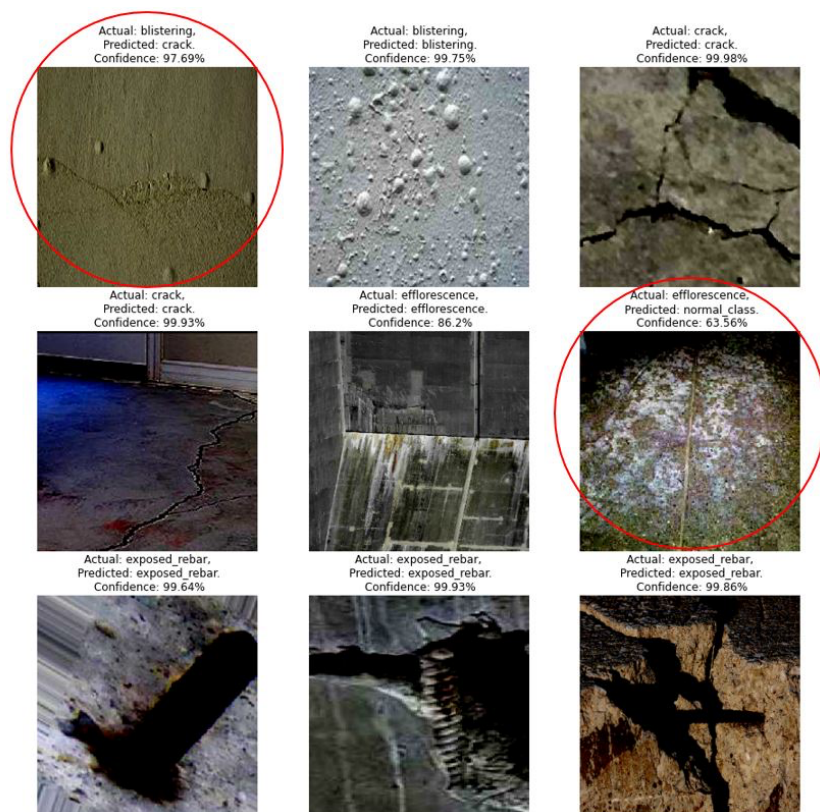 Actual: blistering,
Predicted: crack.
Confidence: 97.69%
Actual: blistering,
Predicted: blistering.
Confidence: 99.75%
Actual: crack,
Predicted: crack.
Confidence: 99.98%
Actual: crack,
Predicted: crack.
Confidence: 99.93%
Actual: efflorescence,
Predicted: efflorescence.
Confidence: 86.2%
Actual: efflorescence,
Predicted: normal_class.
Confidence: 63.56%
Actual: exposed_rebar,
Predicted: exposed_rebar.
Confidence: 99.64%
Actual: exposed_rebar,
Predicted: exposed_rebar.
Confidence: 99.93%
Actual: exposed_rebar,
Predicted: exposed_rebar.
Confidence: 99.86%